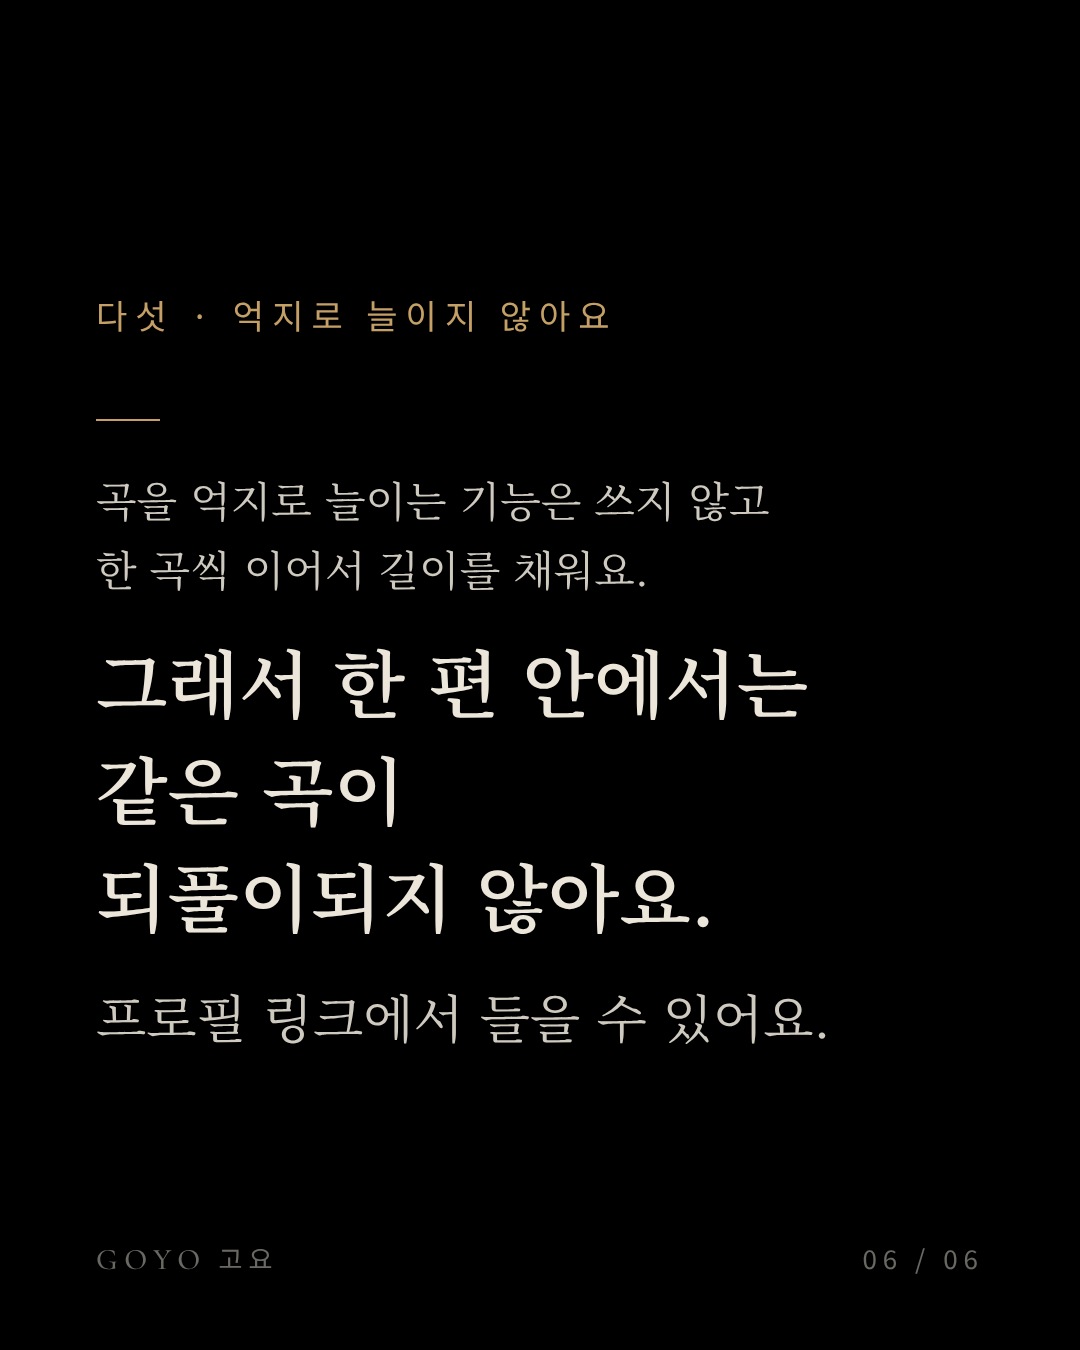 다섯 · 억지로 늘이지 않아요
곡을 억지로 늘이는 기능은 쓰지 않고
한 곡씩 이어서 길이를 채워요.
그래서 한 편 안에서는
같은 곡이
되풀이되지 않아요.
프로필 링크에서 들을 수 있어요.
GOYO 고요
06 / 06